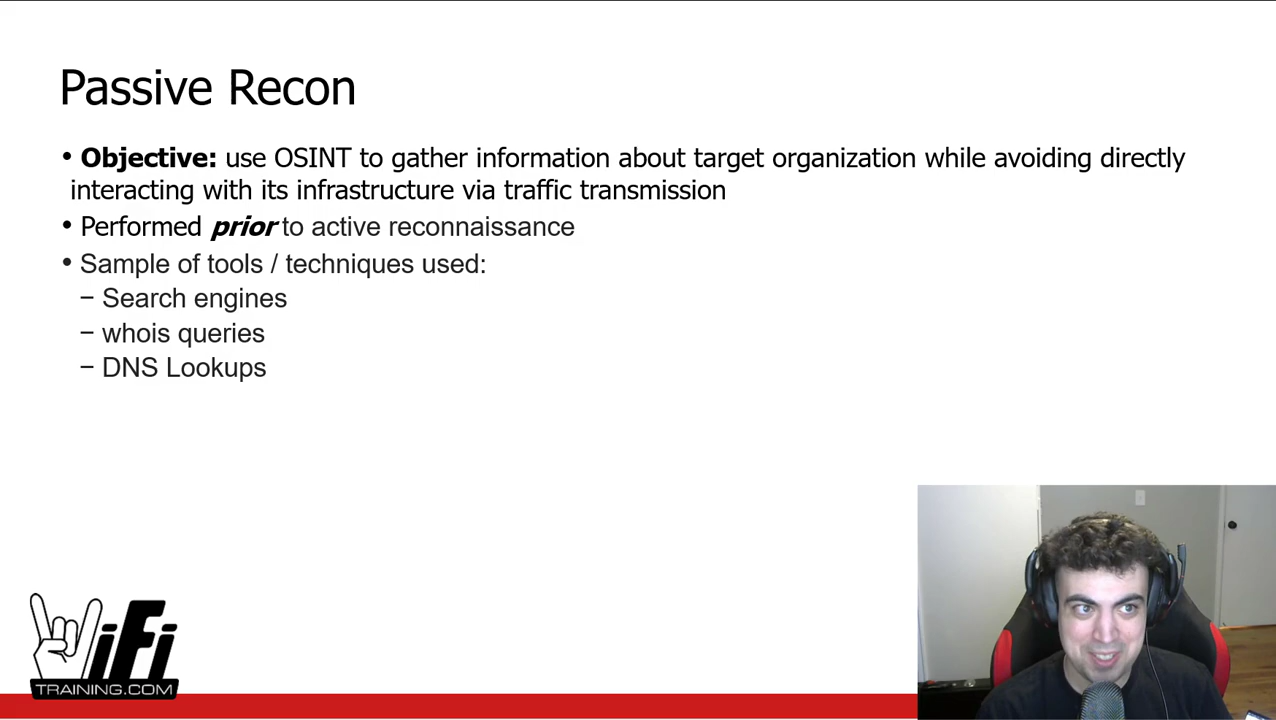 Passive Recon
• Objective: use OSINT to gather information about target organization while avoiding directly
interacting with its infrastructure via traffic transmission
• Performed prior to active reconnaissance
• Sample of tools / techniques used:
− Search engines
− whois queries
− DNS Lookups
WiFi
TRAINING.COM